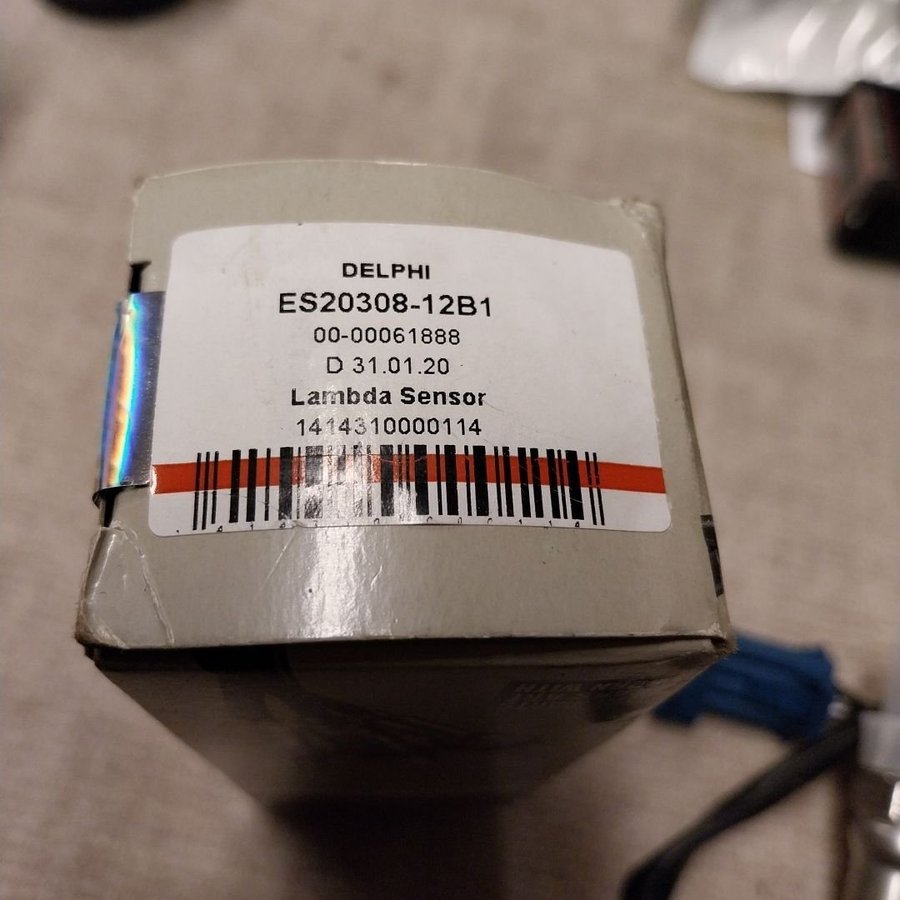 DELPHI
ES20308-12B1
00-00061888
D 31.01.20
Lambda Sensor
1414310000114